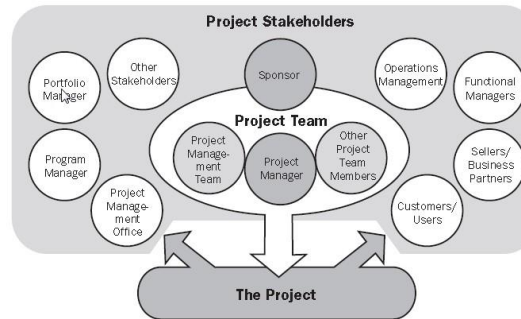 Project Stakeholders
Portfolio
Manager
Other
Stakeholders
Sponsor
Operations
Management
Functional
Managers
Project Team
Program
Manager
Project
Manage-
ment
Team
Project
Manager
Other
Project
Team
Members
Sellers/
Business
Partners
Project
Manage-
ment
Office
Customers/
Users
The Project